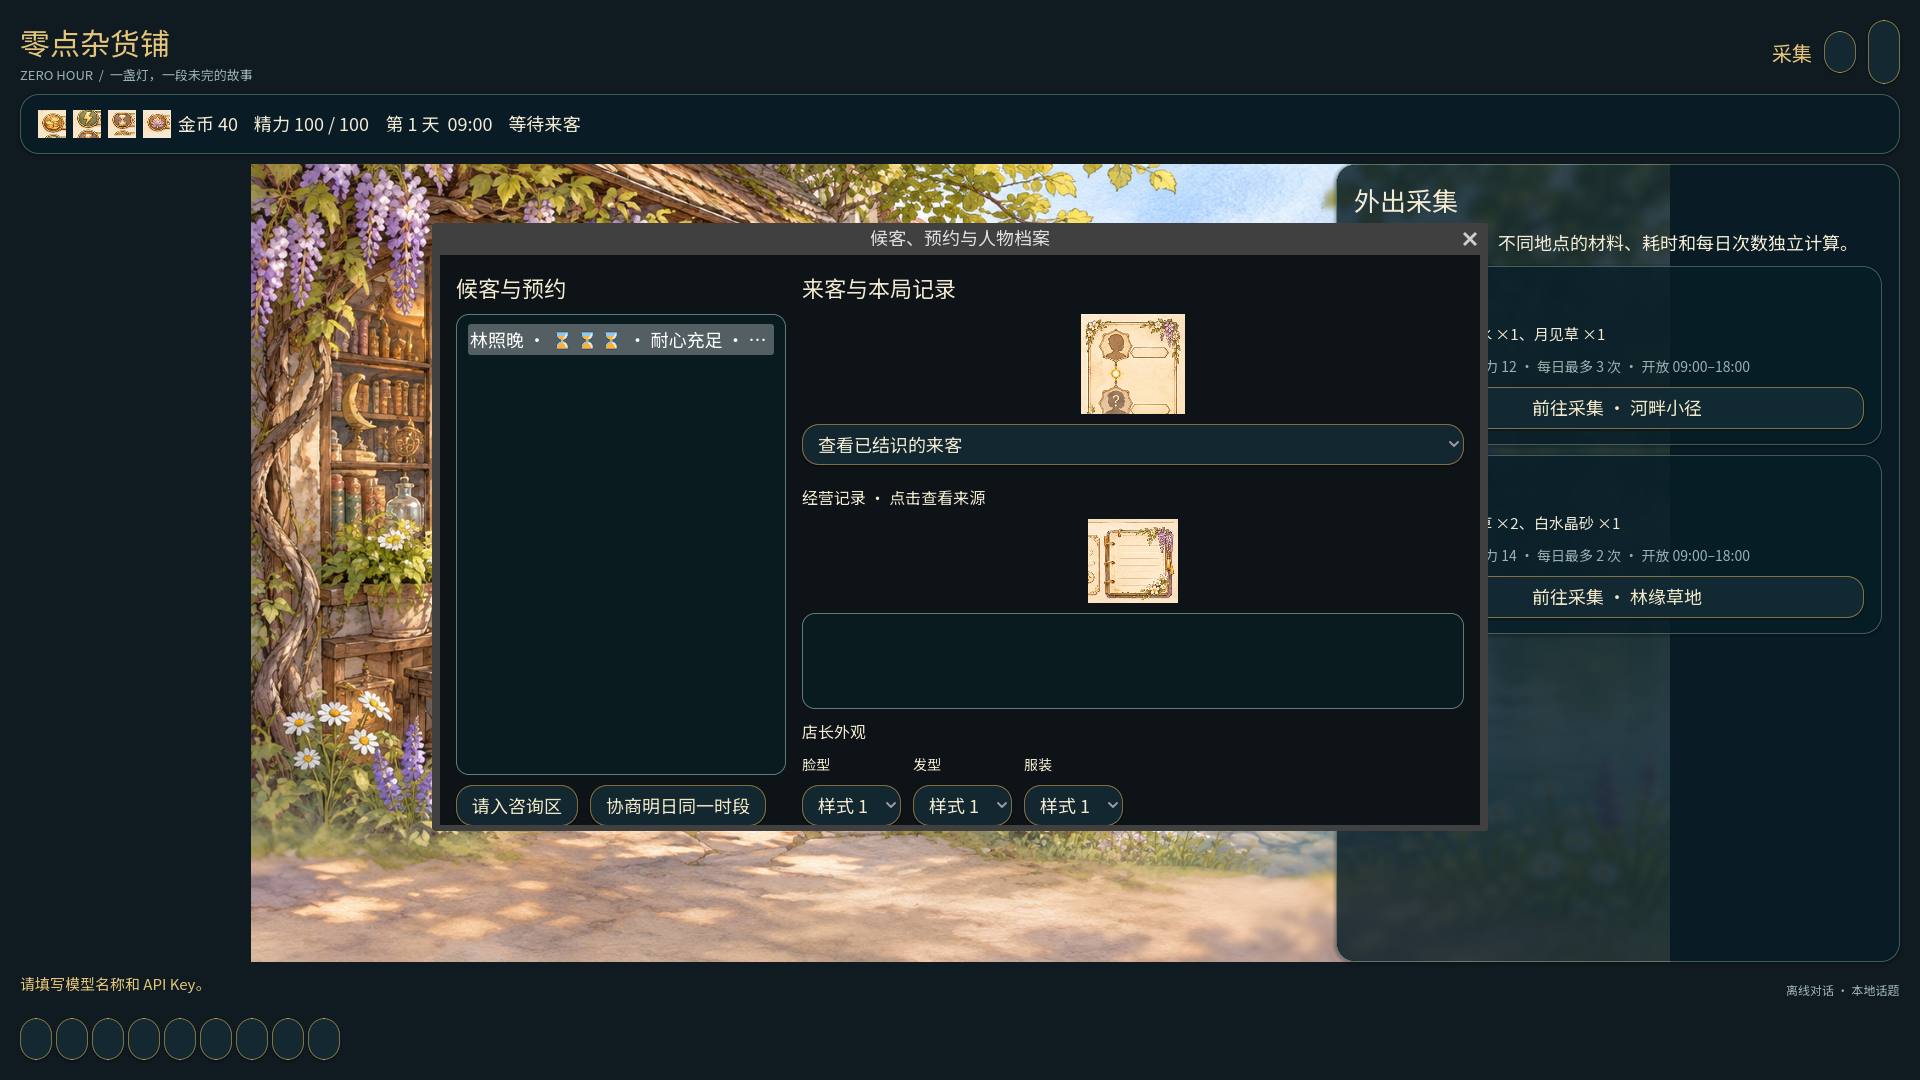 零点杂货铺
ZERO HOUR / 一盏灯，一段未完的故事
采集
金币 40 精力 100 / 100 第 1 天 09:00 等待来客
外出采集
不同地点的材料、耗时和每日次数独立计算。
×1、月见草 ×1
12 · 每日最多 3 次 · 开放 09:00–18:00
前往采集 · 河畔小径
×2、白水晶砂 ×1
14 · 每日最多 2 次 · 开放 09:00–18:00
前往采集 · 林缘草地
候客、预约与人物档案
候客与预约
林照晚 · ⏳⏳⏳ · 耐心充足 · …
请入咨询区
协商明日同一时段
来客与本局记录
?
查看已结识的来客
经营记录 · 点击查看来源
店长外观
脸型 发型 服装
样式 1 样式 1 样式 1
请填写模型名称和 API Key。
离线对话 · 本地话题